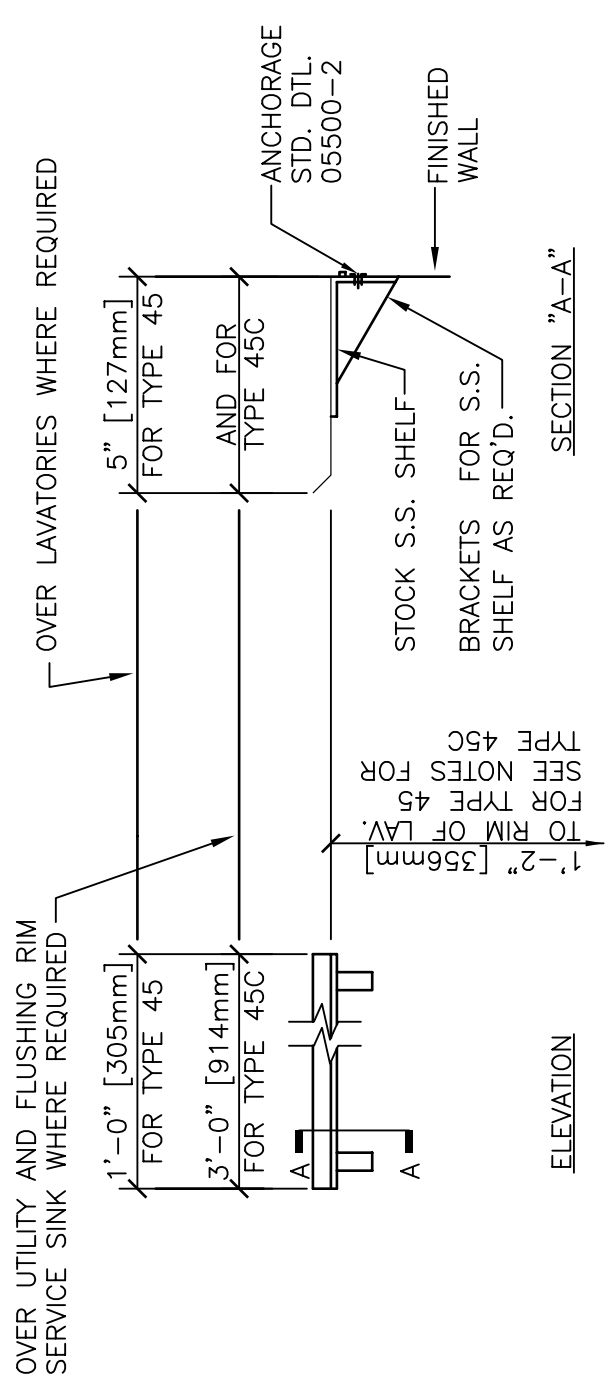 OVER UTILITY AND FLUSHING RIM
SERVICE SINK WHERE REQUIRED
OVER LAVATORIES WHERE REQUIRED
1'-0" [305mm]
FOR TYPE 45
3'-0" [914mm]
FOR TYPE 45C
A
A
ELEVATION
1'-2" [356mm]
TO RIM OF LAV.
FOR TYPE 45
SEE NOTES FOR
TYPE 45C
5" [127mm]
FOR TYPE 45
AND FOR
TYPE 45C
STOCK S.S. SHELF
BRACKETS FOR S.S.
SHELF AS REQ'D.
ANCHORAGE
STD. DTL.
05500-2
FINISHED
WALL
SECTION "A-A"